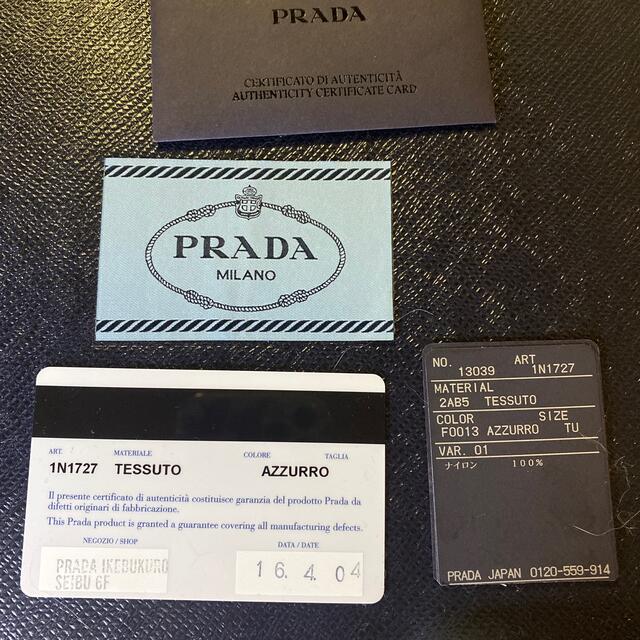 PRADA
CERTIFICATO DI AUTENTICITÀ
AUTHENTICITY CERTIFICATE CARD
PRADA
MILANO
ART. MATERIALE COLORE TAGLIA
1N1727 TESSUTO AZZURRO
Il presente certificato di autenticità costituisce garanzia del prodotto Prada da
difetti originari di fabbricazione.
This Prada product is granted a guarantee covering all manufacturing defects.
NEGOZIO / SHOP DATA / DATE
PRADA IKEBUKURO
SEIBU 6F
16. 4. 04
NO. 13039 ART 1N1727
MATERIAL
2AB5 TESSUTO
COLOR SIZE
F0013 AZZURRO TU
VAR. 01
ナイロン 100%
PRADA JAPAN 0120-559-914